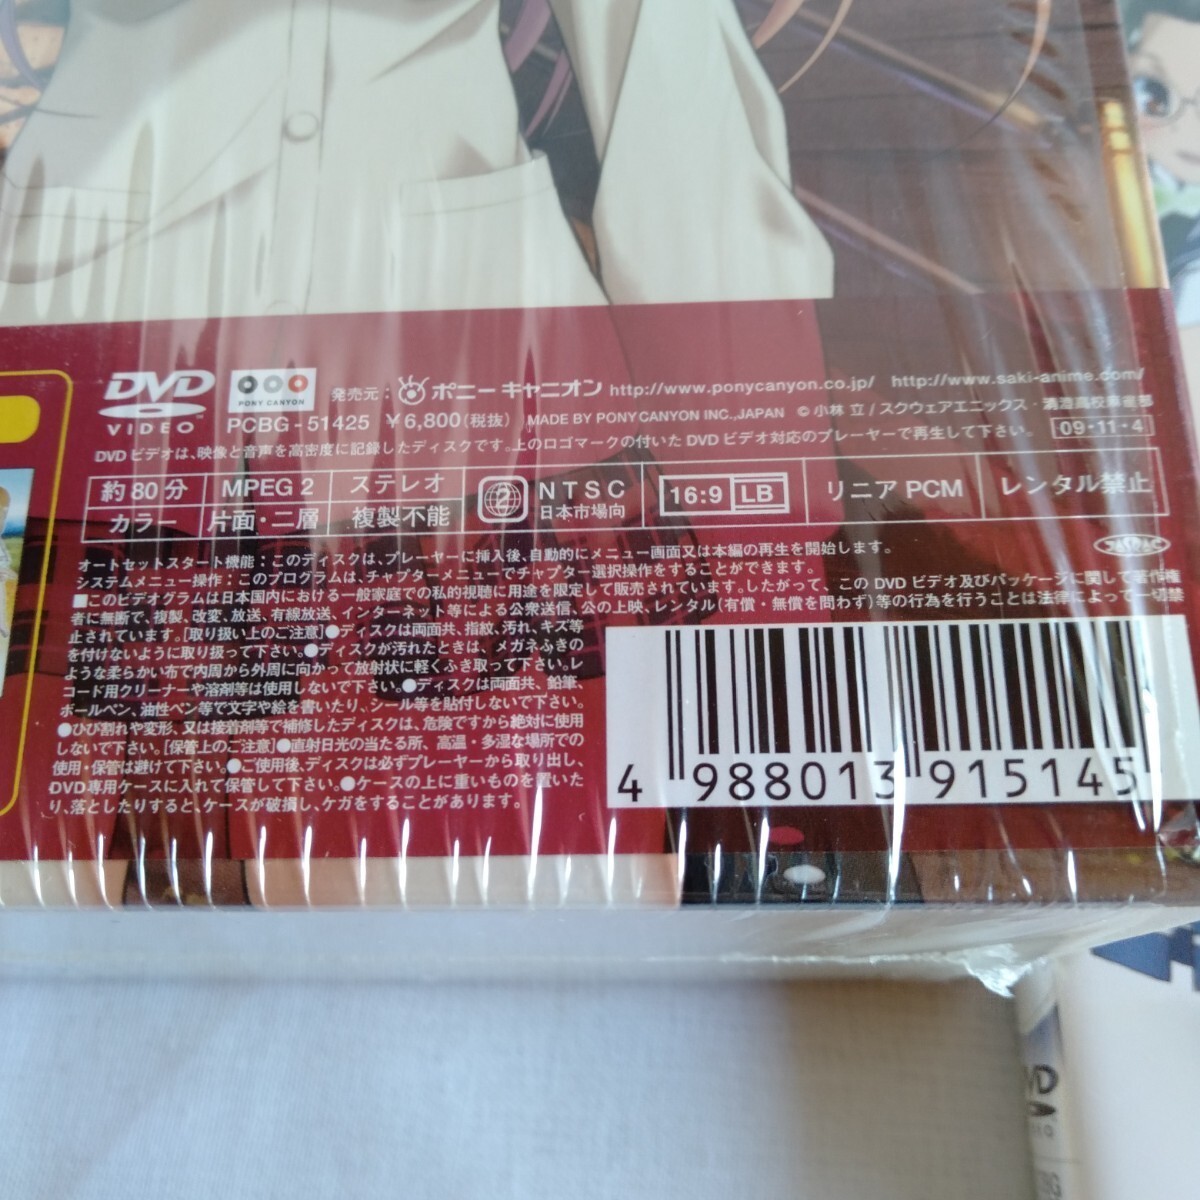 DVD VIDEO
PONY CANYON
発売元: ポニーキャニオン http://www.ponycanyon.co.jp/ http://www.saki-anime.com/
PCBG-51425 ¥6,800(税抜) MADE BY PONY CANYON INC.,JAPAN © 小林 立/スクウェアエニックス・清澄高校麻雀部
DVDビデオは、映像と音声を高密度に記録したディスクです。上のロゴマークの付いたDVDビデオ対応のプレーヤーで再生して下さい。 09・11・4
約80分 MPEG 2 ステレオ 2 NTSC 16:9 LB リニアPCM レンタル禁止
カラー 片面・二層 複製不能 日本市場向
オートセットスタート機能：このディスクは、プレーヤーに挿入後、自動的にメニュー画面又は本編の再生を開始します。
システムメニュー操作：このプログラムは、チャプターメニューでチャプター選択操作をすることができます。
■このビデオグラムは日本国内における一般家庭での私的視聴に用途を限定して販売されています。したがって、このDVDビデオ及びパッケージに関して著作権
者に無断で、複製、改変、放送、有線放送、インターネット等による公衆送信、公の上映、レンタル(有償・無償を問わず)等の行為を行うことは法律によって一切禁
止されています。[取り扱い上のご注意]●ディスクは両面共、指紋、汚れ、キズ等
を付けないように取り扱って下さい。●ディスクが汚れたときは、メガネふきの
ような柔らかい布で内周から外周に向かって放射状に軽くふき取って下さい。レ
コード用クリーナーや溶剤等は使用しないで下さい。●ディスクは両面共、鉛筆、
ボールペン、油性ペン等で文字や絵を書いたり、シール等を貼付しないで下さい。
●ひび割れや変形、又は接着剤等で補修したディスクは、危険ですから絶対に使用
しないで下さい。[保管上のご注意]●直射日光の当たる所、高温・多湿な場所での
使用・保管は避けて下さい。●ご使用後、ディスクは必ずプレーヤーから取り出し、
DVD専用ケースに入れて保管して下さい。●ケースの上に重いものを置いた
り、落としたりすると、ケースが破損し、ケガをすることがあります。
4 988013 915145